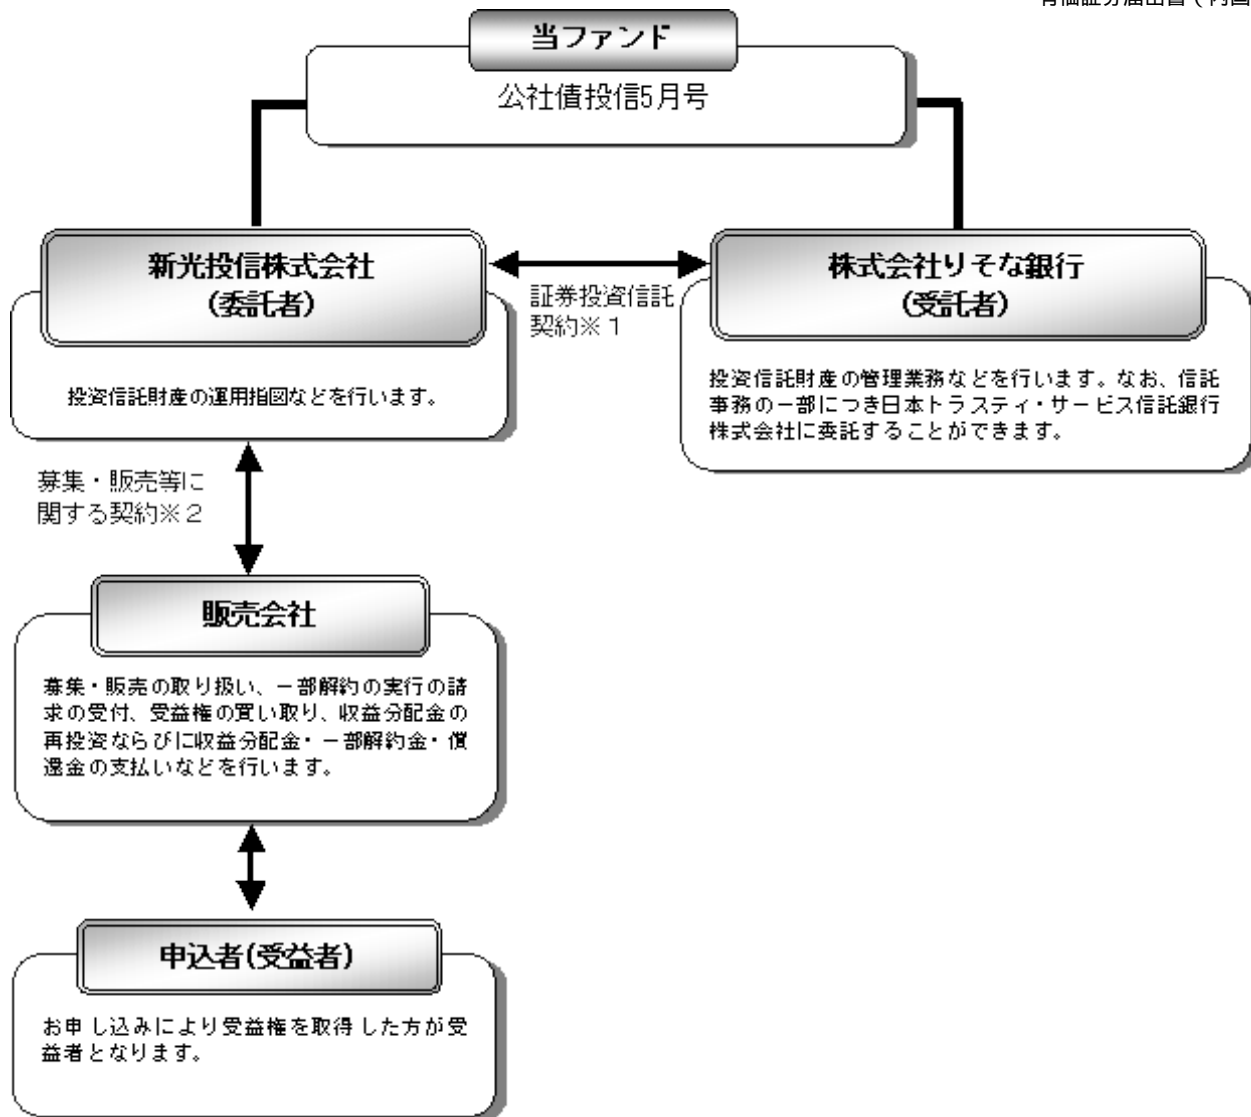 当ファンド
公社債投信5月号
新光投信株式会社
(委託者)
投資信託財産の運用指図などを行います。
証券投資信託
契約※１
株式会社りそな銀行
(受託者)
投資信託財産の管理業務などを行います。なお、信託
事務の一部につき日本トラスティ・サービス信託銀行
株式会社に委託することができます。
募集・販売等に
関する契約※２
販売会社
募集・販売の取り扱い、一部解約の実行の請
求の受付、受益権の買い取り、収益分配金の
再投資ならびに収益分配金・一部解約金・償
還金の支払いなどを行います。
申込者(受益者)
お申し込みにより受益権を取得した方が受
益者となります。